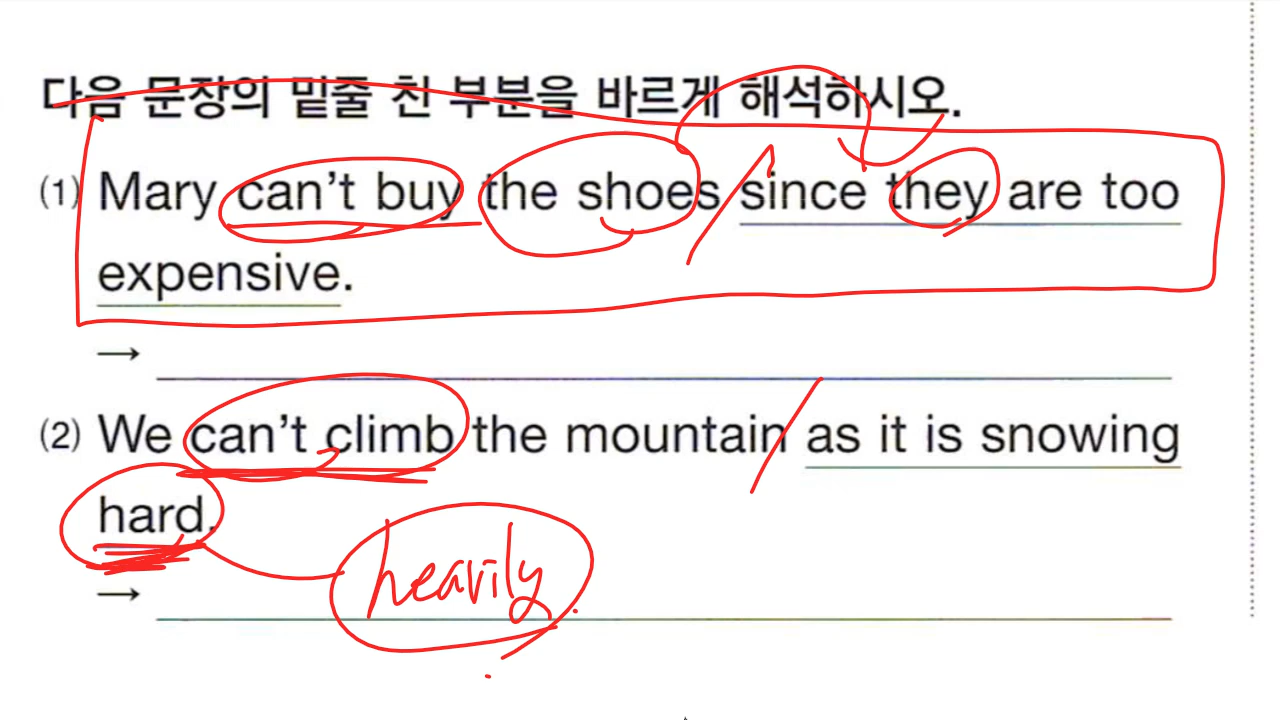 다음 문장의 밑줄 친 부분을 바르게 해석하시오.
(1) Mary can't buy the shoes since they are too
expensive.
→
(2) We can't climb the mountain as it is snowing
hard.
heavily
→